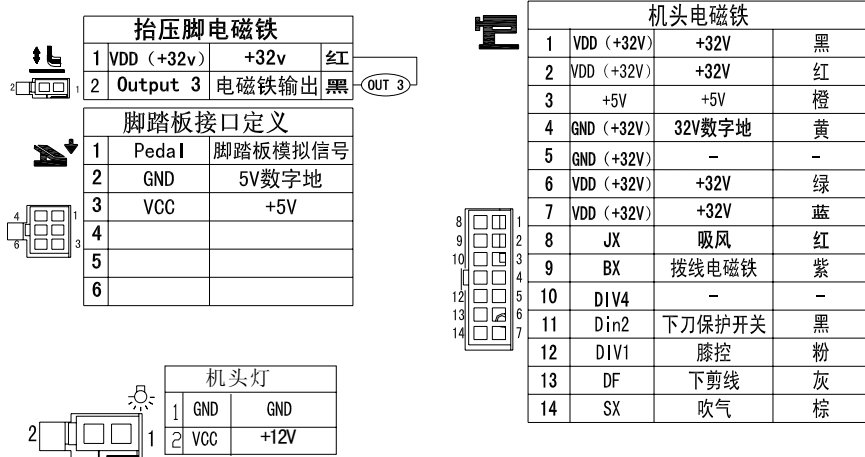 抬压脚电磁铁
1 VDD (+32v) +32v 红
2 Output 3 电磁铁输出 黑 OUT 3
2 1
脚踏板接口定义
1 Pedal 脚踏板模拟信号
2 GND 5V数字地
3 VCC +5V
4
5
6
4 1
6 3
机头灯
1 GND GND
2 VCC +12V
2 1
机头电磁铁
1 VDD (+32V) +32V 黑
2 VDD (+32V) +32V 红
3 +5V +5V 橙
4 GND (+32V) 32V数字地 黄
5 GND (+32V) - -
6 VDD (+32V) +32V 绿
7 VDD (+32V) +32V 蓝
8 JX 吸风 红
9 BX 拨线电磁铁 紫
10 DIV4 - -
11 Din2 下刀保护开关 黑
12 DIV1 膝控 粉
13 DF 下剪线 灰
14 SX 吹气 棕
8 1
9 2
10 3
4
12 5
13 6
14 7